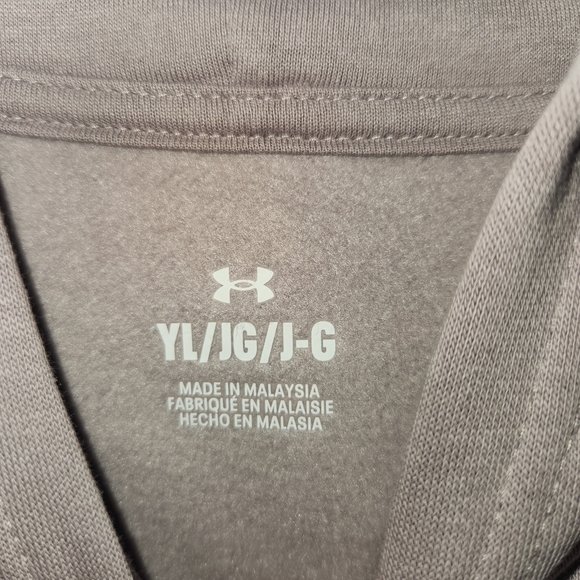 YL/JG/J-G
MADE IN MALAYSIA
FABRIQUÉ EN MALAISIE
HECHO EN MALASIA